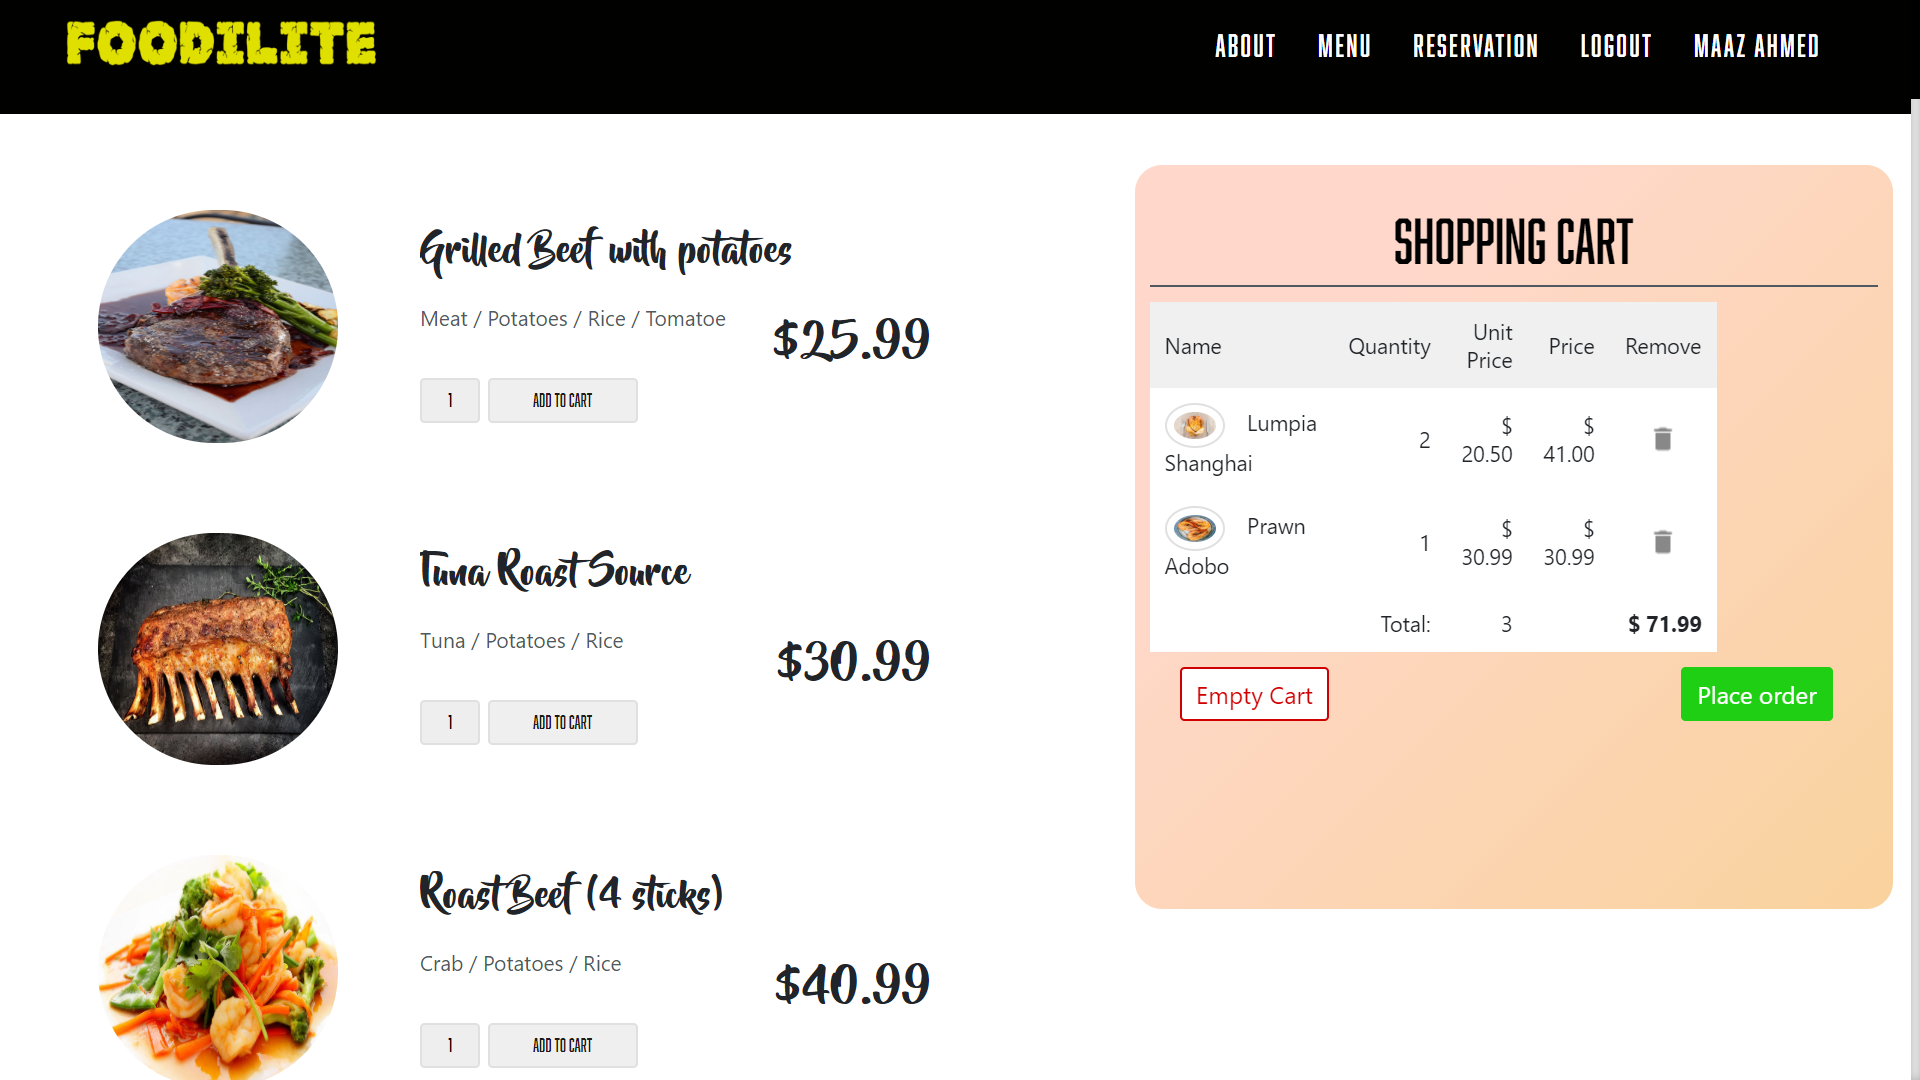 FOODILITE
ABOUT MENU RESERVATION LOGOUT MAAZ AHMED
Grilled Beef with potatoes
Meat / Potatoes / Rice / Tomatoe
$25.99
1 ADD TO CART
Tuna Roast Source
Tuna / Potatoes / Rice
$30.99
1 ADD TO CART
Roast Beef (4 sticks)
Crab / Potatoes / Rice
$40.99
1 ADD TO CART
SHOPPING CART
Name Quantity Unit Price Price Remove
Lumpia Shanghai 2 $ 20.50 $ 41.00
Prawn Adobo 1 $ 30.99 $ 30.99
Total: 3 $ 71.99
Empty Cart Place order